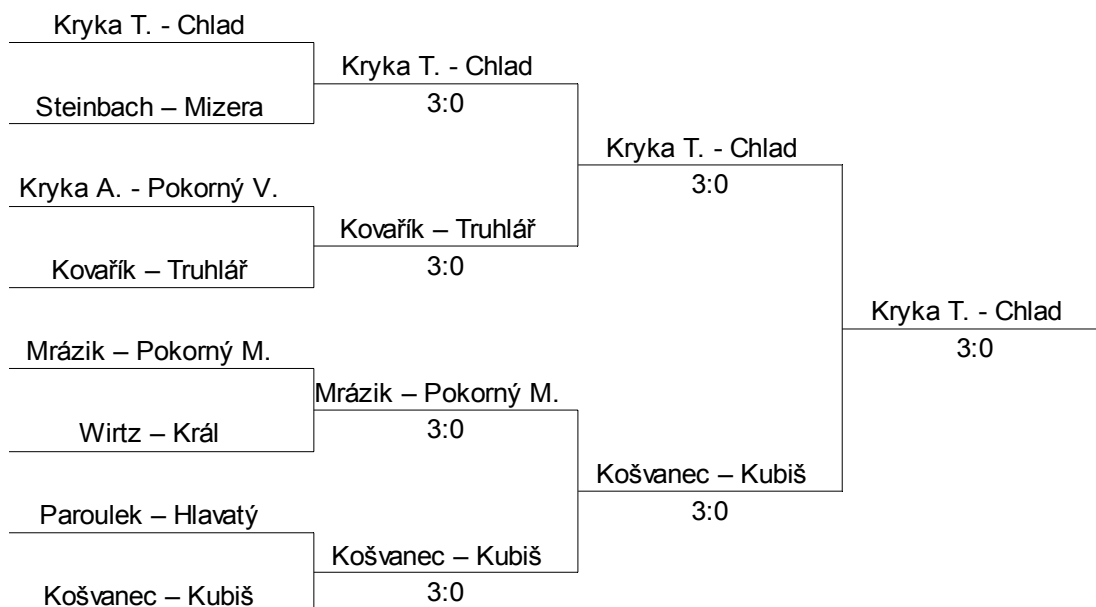 Kryka T. - Chlad
Steinbach – Mizera
Kryka A. - Pokorný V.
Kovařík – Truhlář
Mrázik – Pokorný M.
Wirtz – Král
Paroulek – Hlavatý
Košvanec – Kubiš
Kryka T. - Chlad
3:0
Kovařík – Truhlář
3:0
Mrázik – Pokorný M.
3:0
Košvanec – Kubiš
3:0
Kryka T. - Chlad
3:0
Košvanec – Kubiš
3:0
Kryka T. - Chlad
3:0